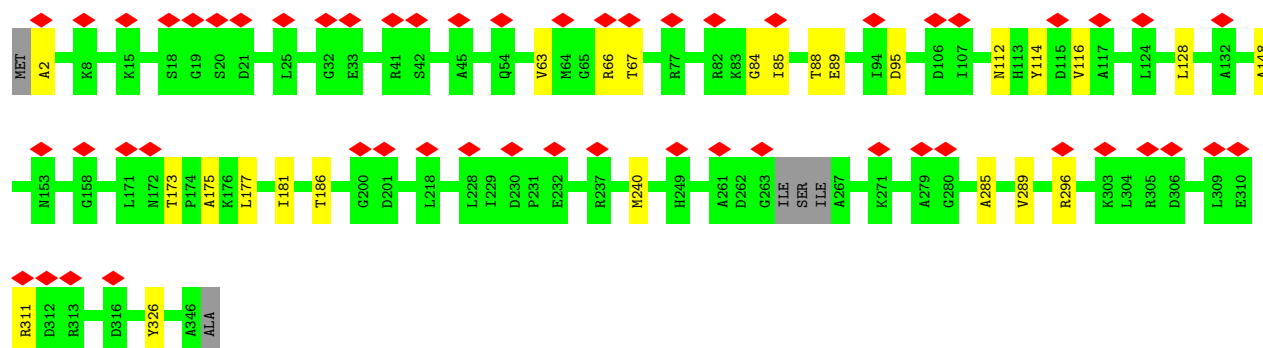 MET A2 K8 K15 S18 G19 S20 D21 L25 G32 E33 R41 S42 A45 Q54 V63 M64 G65 R66 T67 R77 R82 K83 G84 I85 T88 E89 I94 D95 D106 I107 N112 H113 Y114 D115 V116 A117 L124 L128 A132 A148
N153 G158 L171 N172 T173 P174 A175 K176 L177 I181 T186 G200 D201 L218 L228 I229 D230 P231 E232 R237 M240 H249 A261 D262 G263 ILE SER ILE A267 K271 A279 G280 A285 V289 R296 K303 L304 R305 D306 L309 E310
R311 D312 R313 D316 Y326 A346 ALA